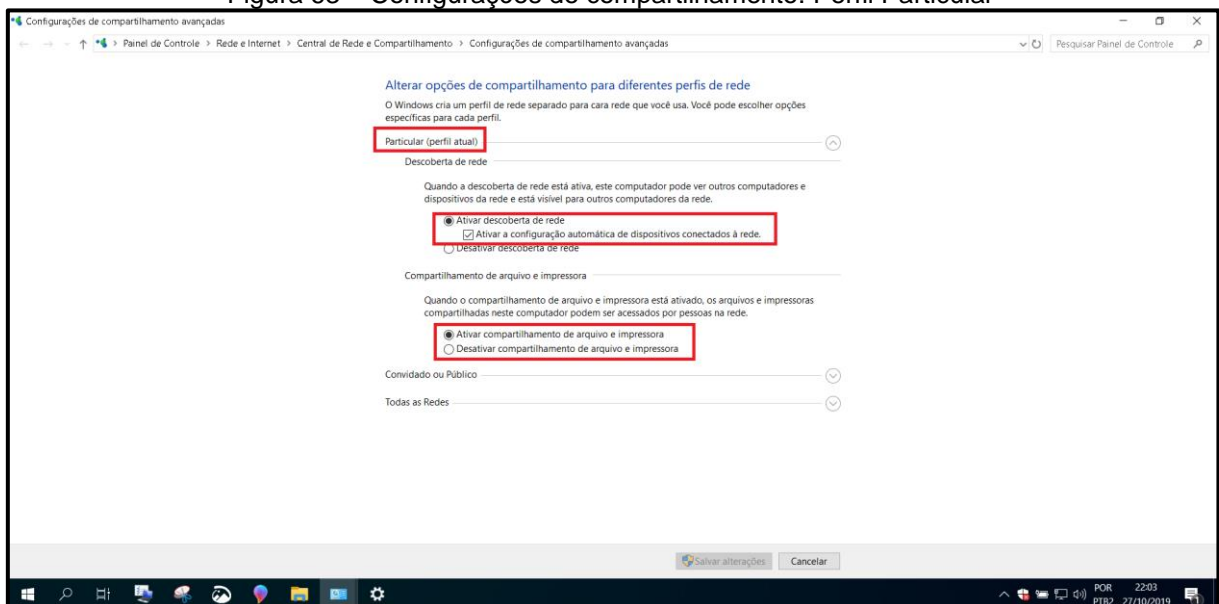 Configurações de compartilhamento avançadas
Painel de Controle > Rede e Internet > Central de Rede e Compartilhamento > Configurações de compartilhamento avançadas
Pesquisar Painel de Controle
Alterar opções de compartilhamento para diferentes perfis de rede
O Windows cria um perfil de rede separado para cara rede que você usa. Você pode escolher opções
específicas para cada perfil.
Particular (perfil atual)
Descoberta de rede
Quando a descoberta de rede está ativa, este computador pode ver outros computadores e
dispositivos da rede e está visível para outros computadores da rede.
Ativar descoberta de rede
Ativar a configuração automática de dispositivos conectados à rede.
Desativar descoberta de rede
Compartilhamento de arquivo e impressora
Quando o compartilhamento de arquivo e impressora está ativado, os arquivos e impressoras
compartilhadas neste computador podem ser acessados por pessoas na rede.
Ativar compartilhamento de arquivo e impressora
Desativar compartilhamento de arquivo e impressora
Convidado ou Público
Todas as Redes
Salvar alterações
Cancelar
POR
PTB2
22:03
27/10/2019